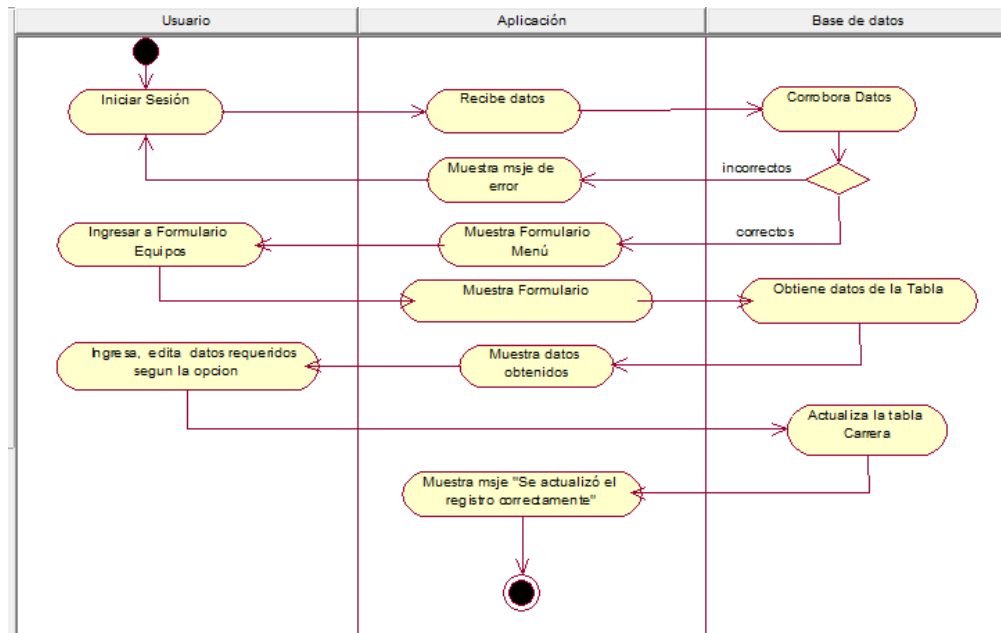 Usuario
Aplicación
Base de datos
Iniciar Sesión
Recibe datos
Corrobora Datos
incorrectos
Muestra msje de
error
correctos
Muestra Formulario
Menú
Ingresar a Formulario
Equipos
Muestra Formulario
Obtiene datos de la Tabla
Muestra datos
obtenidos
Ingresa, edita datos requeridos
segun la opcion
Actualiza la tabla
Carrera
Muestra msje "Se actualizó el
registro correctamente"